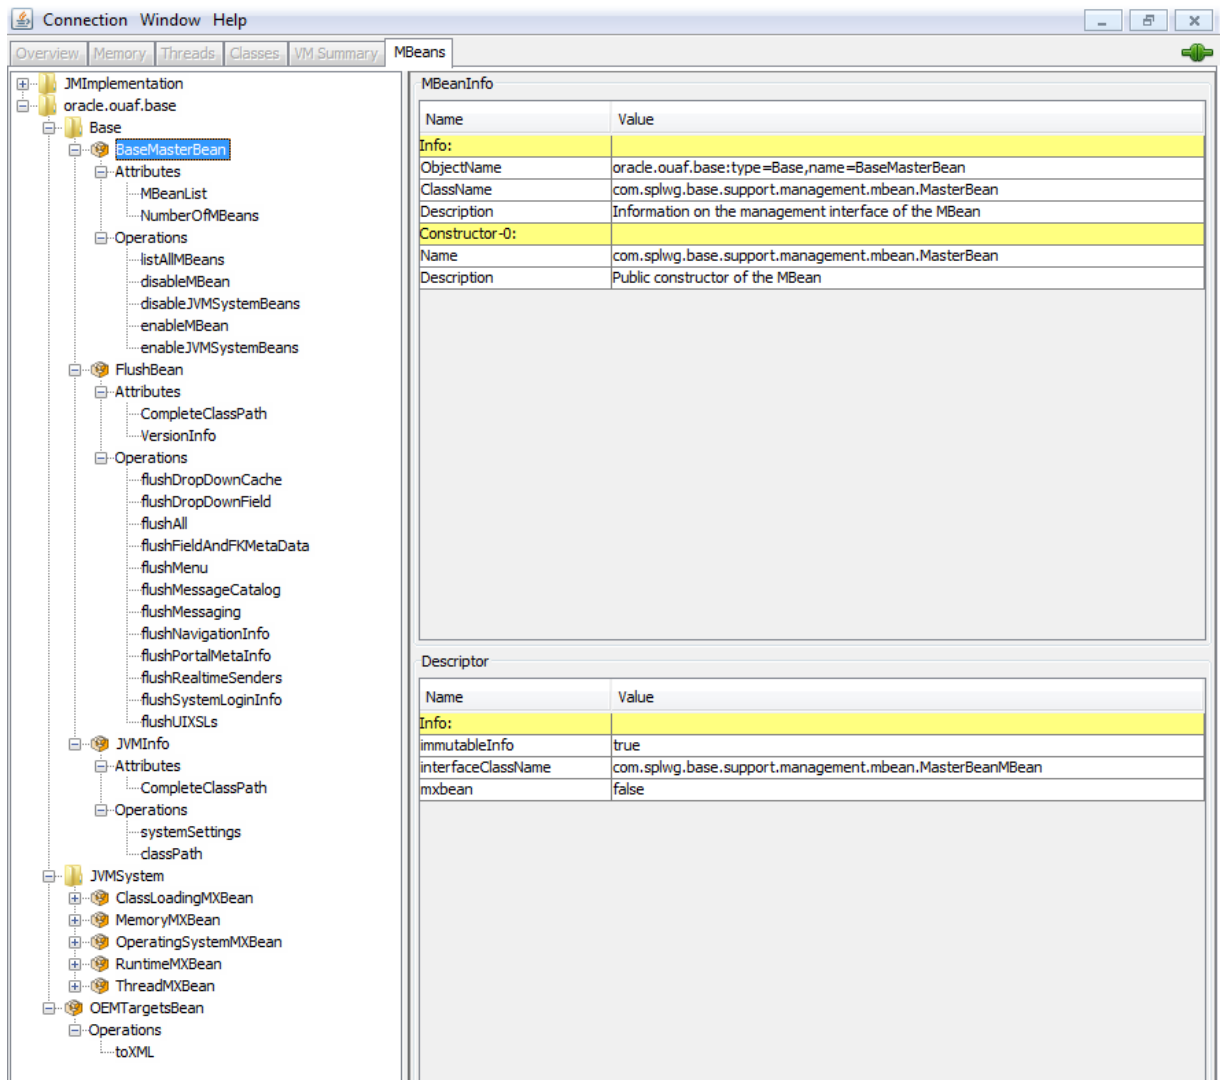 Connection Window Help
Overview Memory Threads Classes VM Summary MBeans
JMImplementation
oracle.ouaf.base
Base
BaseMasterBean
Attributes
MBeanList
NumberOfMBeans
Operations
listAllMBeans
disableMBean
disableJVMSystemBeans
enableMBean
enableJVMSystemBeans
FlushBean
Attributes
CompleteClassPath
VersionInfo
Operations
flushDropDownCache
flushDropDownField
flushAll
flushFieldAndFKMetaData
flushMenu
flushMessageCatalog
flushMessaging
flushNavigationInfo
flushPortalMetaInfo
flushRealtimeSenders
flushSystemLoginInfo
flushUIXSLs
JVMInfo
Attributes
CompleteClassPath
Operations
systemSettings
classPath
JVMSystem
ClassLoadingMXBean
MemoryMXBean
OperatingSystemMXBean
RuntimeMXBean
ThreadMXBean
OEMTargetsBean
Operations
toXML
MBeanInfo
Name Value
Info:
ObjectName oracle.ouaf.base:type=Base,name=BaseMasterBean
ClassName com.splwg.base.support.management.mbean.MasterBean
Description Information on the management interface of the MBean
Constructor-0:
Name com.splwg.base.support.management.mbean.MasterBean
Description Public constructor of the MBean
Descriptor
Name Value
Info:
immutableInfo true
interfaceClassName com.splwg.base.support.management.mbean.MasterBeanMBean
mxbean false